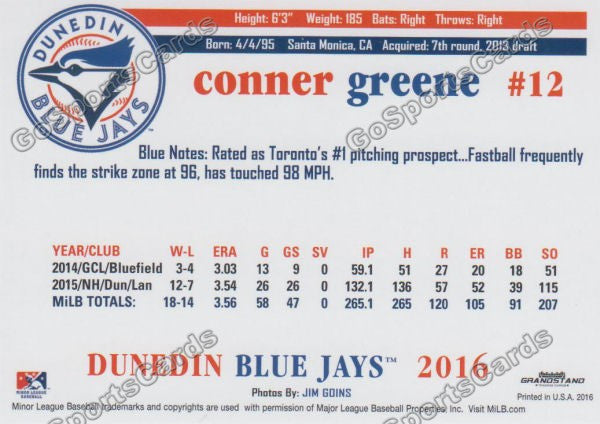 Height: 6'3" Weight: 185 Bats: Right Throws: Right
Born: 4/4/95 Santa Monica, CA Acquired: 7th round, 2013 draft
DUNEDIN
BLUE JAYS
conner greene #12
Blue Notes: Rated as Toronto's #1 pitching prospect...Fastball frequently
finds the strike zone at 96, has touched 98 MPH.
YEAR/CLUB W-L ERA G GS SV IP H R ER BB SO
2014/GCL/Bluefield 3-4 3.03 13 9 0 59.1 51 27 20 18 51
2015/NH/Dun/Lan 12-7 3.54 26 26 0 132.1 136 57 52 39 115
MiLB TOTALS: 18-14 3.56 58 47 0 265.1 265 120 105 91 207
DUNEDIN BLUE JAYS™ 2016
Photos By: JIM GOINS
MINOR LEAGUE
BASEBALL
GRANDSTAND
Printed in U.S.A. 2016
Minor League Baseball trademarks and copyrights are used with permission of Major League Baseball Properties, Inc. Visit MiLB.com
GoSportsCards
GoSportsCards
GoSportsCards
GoSportsCards
GoSportsCards